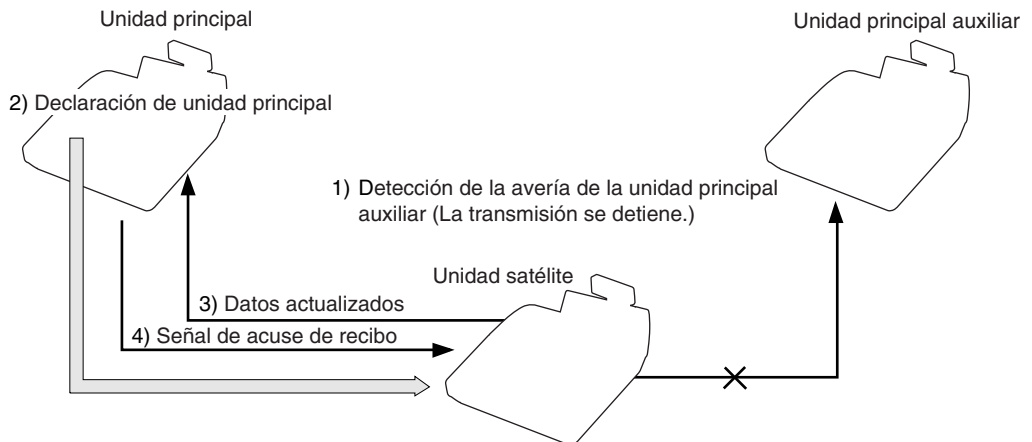 Unidad principal
Unidad principal auxiliar
2) Declaración de unidad principal
1) Detección de la avería de la unidad principal
auxiliar (La transmisión se detiene.)
Unidad satélite
3) Datos actualizados
4) Señal de acuse de recibo